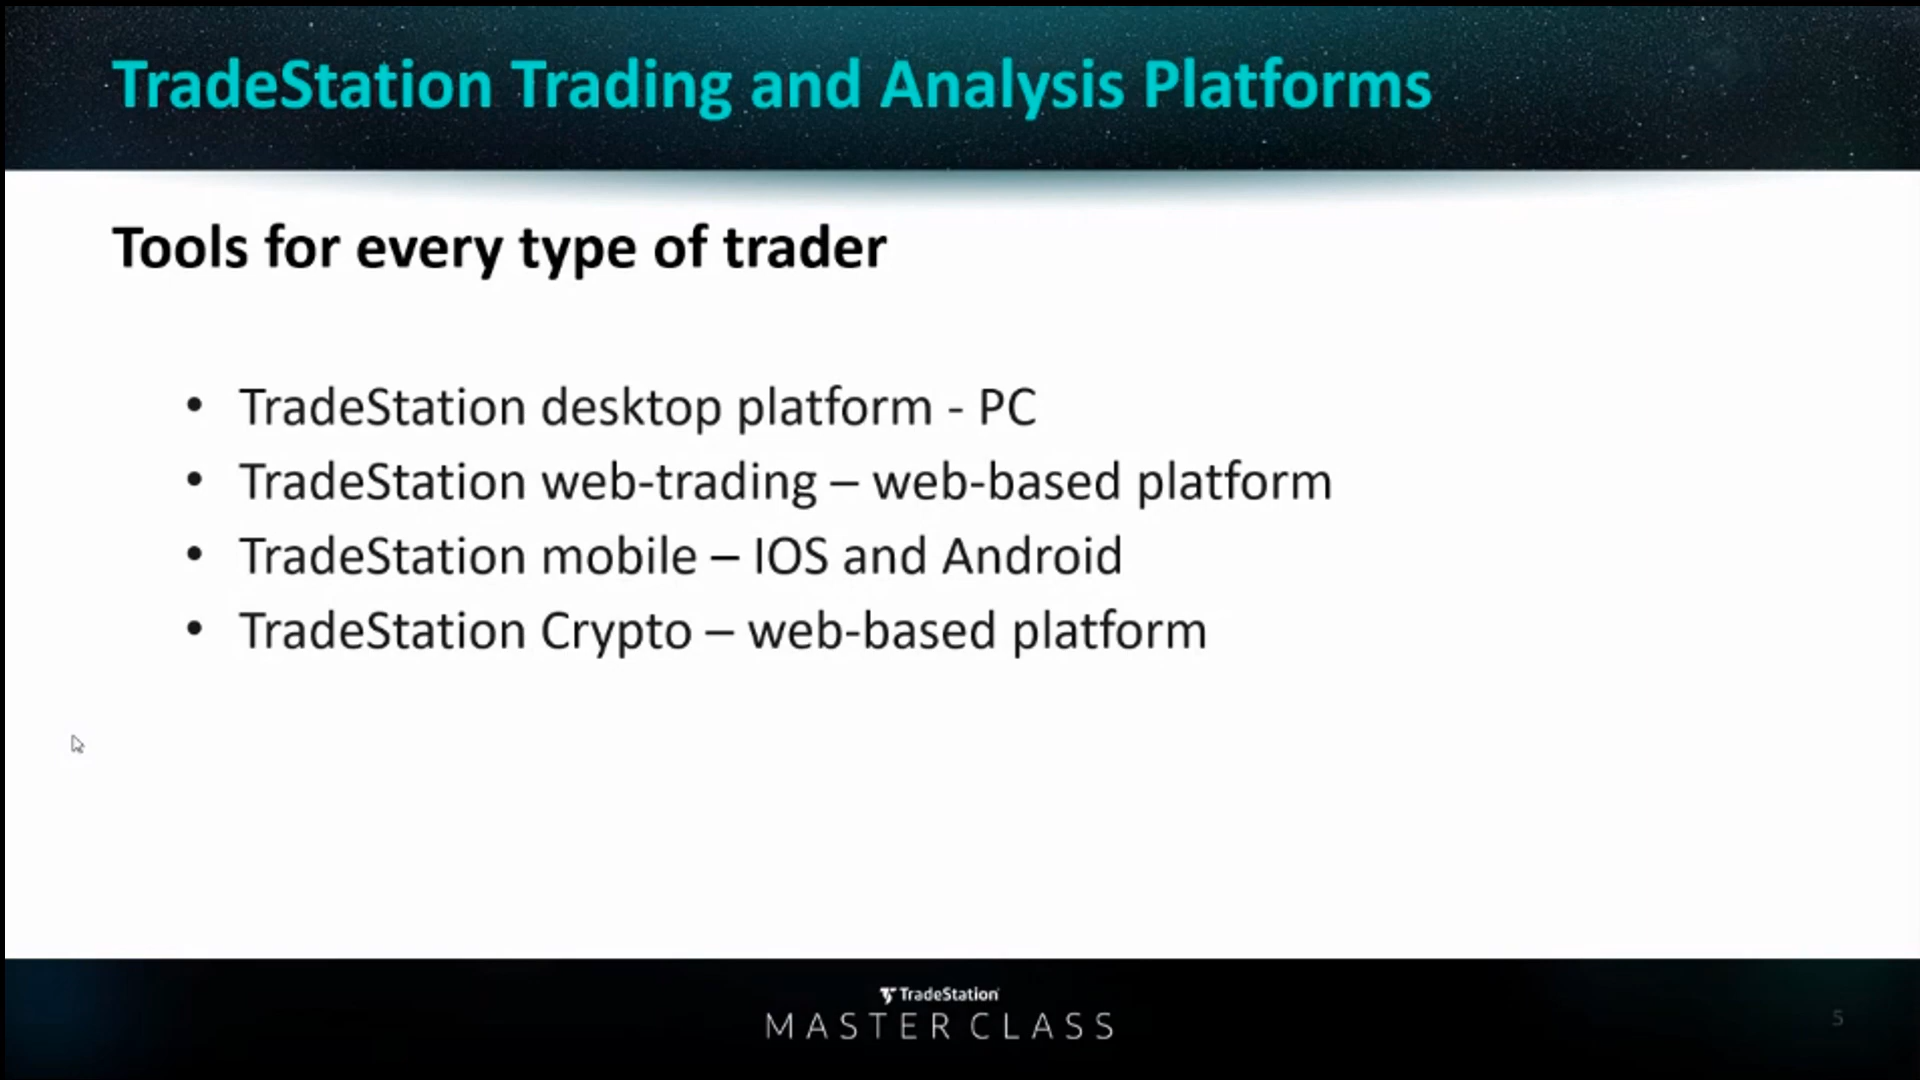 TradeStation Trading and Analysis Platforms
Tools for every type of trader
• TradeStation desktop platform - PC
• TradeStation web-trading – web-based platform
• TradeStation mobile – IOS and Android
• TradeStation Crypto – web-based platform
TradeStation
MASTER CLASS
5